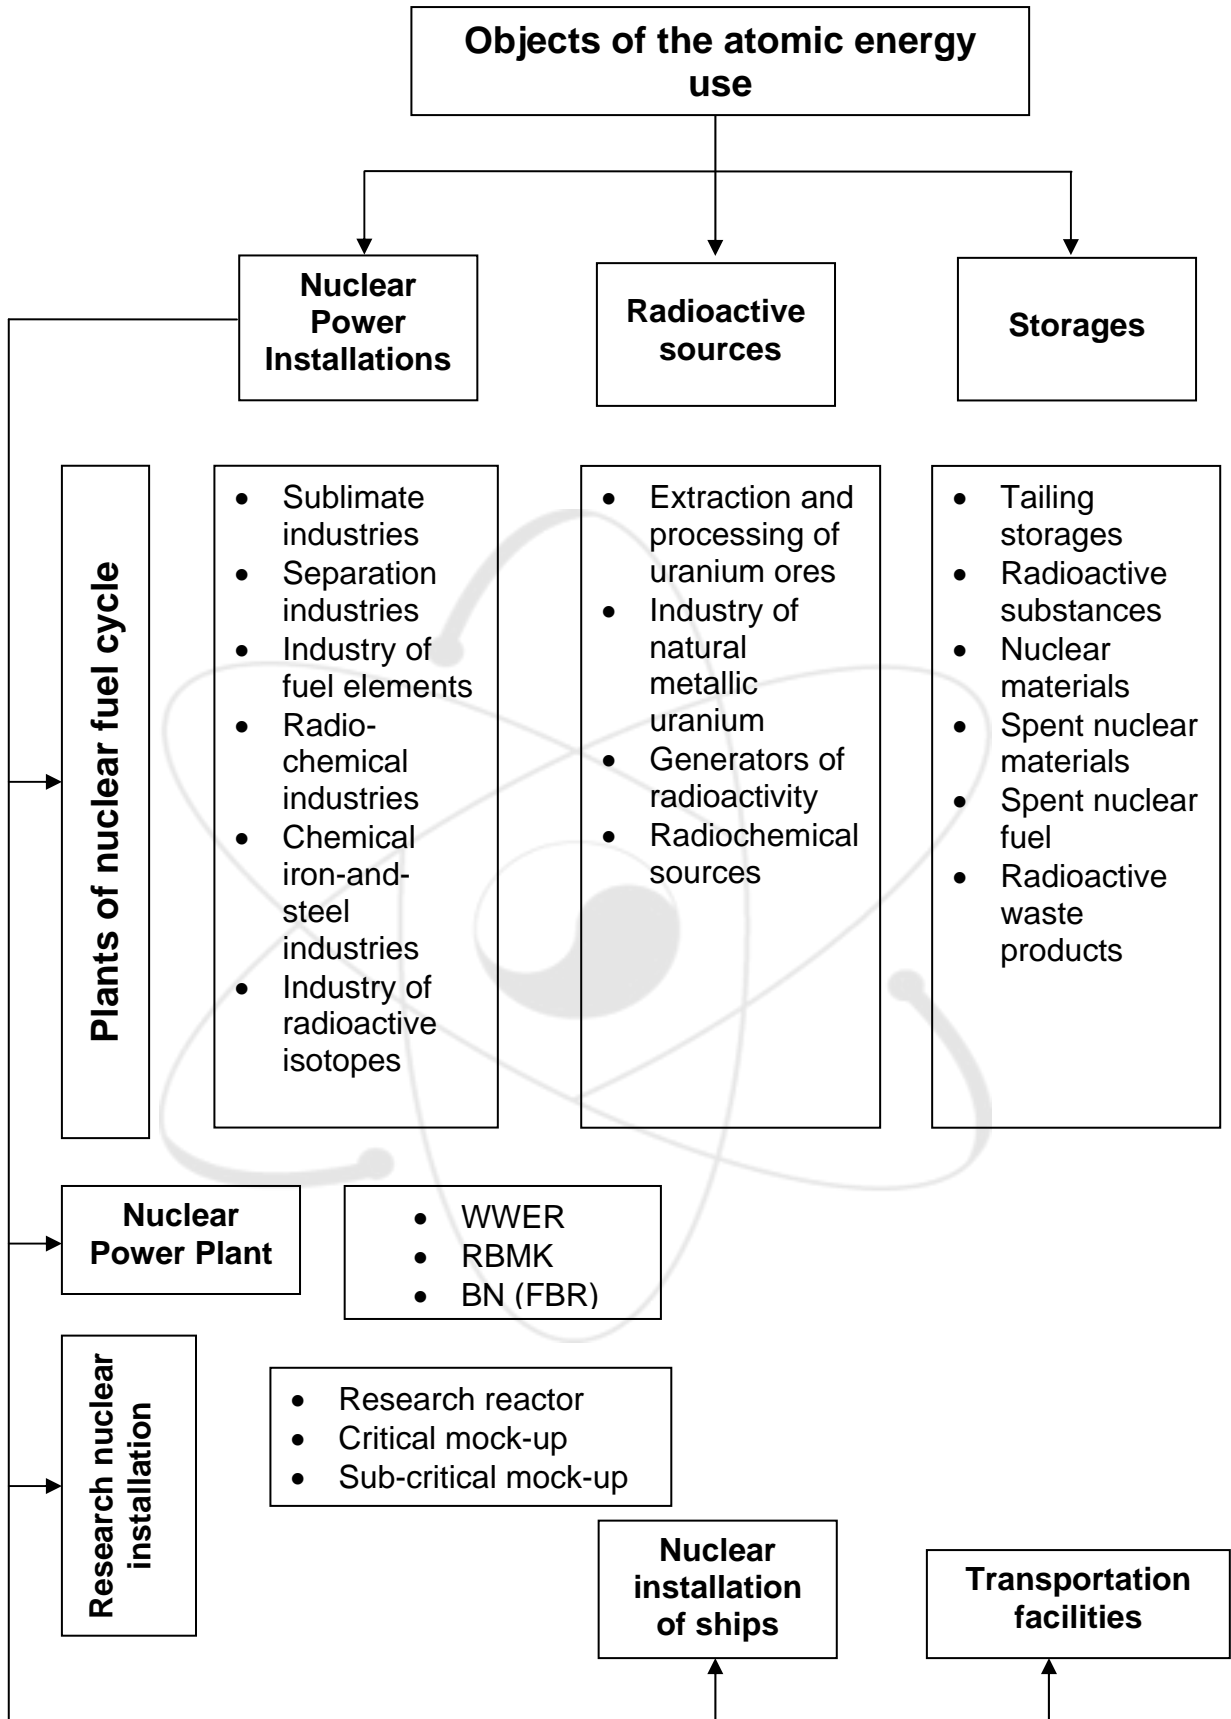 Objects of the atomic energy
use
Nuclear
Power
Installations
Radioactive
sources
Storages
Plants of nuclear fuel cycle
• Sublimate
industries
• Separation
industries
• Industry of
fuel elements
• Radio-
chemical
industries
• Chemical
iron-and-
steel
industries
• Industry of
radioactive
isotopes
• Extraction and
processing of
uranium ores
• Industry of
natural
metallic
uranium
• Generators of
radioactivity
• Radiochemical
sources
• Tailing
storages
• Radioactive
substances
• Nuclear
materials
• Spent nuclear
materials
• Spent nuclear
fuel
• Radioactive
waste
products
Nuclear
Power Plant
• WWER
• RBMK
• BN (FBR)
Research nuclear
installation
• Research reactor
• Critical mock-up
• Sub-critical mock-up
Nuclear
installation
of ships
Transportation
facilities